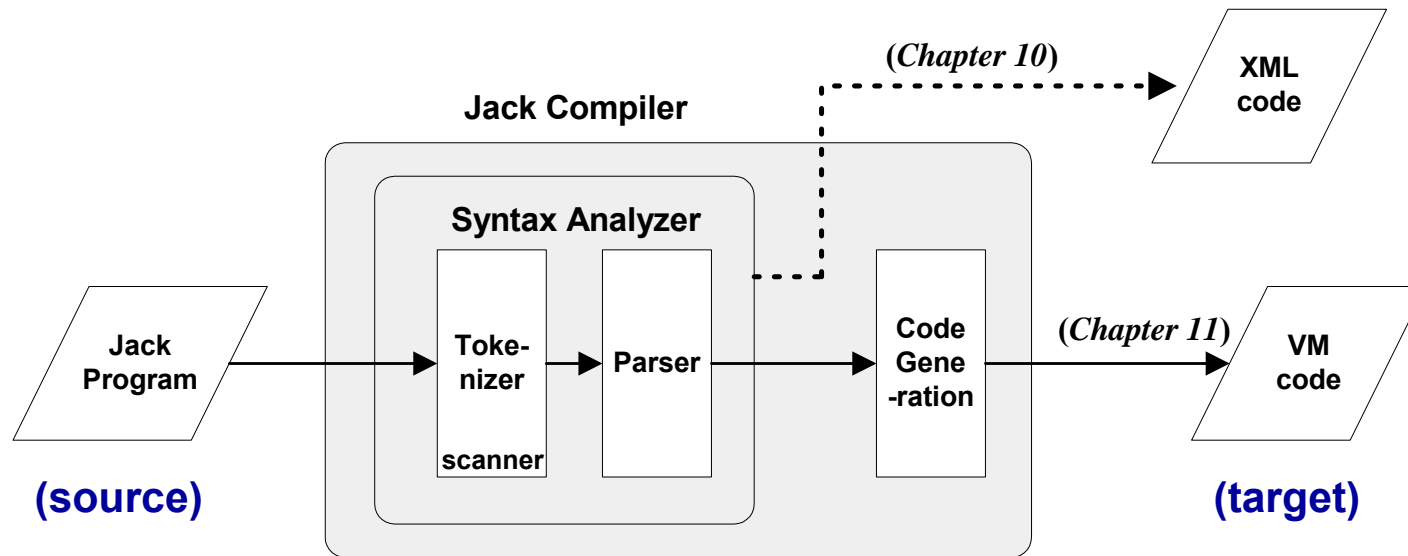 (Chapter 10)
XML
code
Jack Compiler
Syntax Analyzer
Jack
Program
Toke-
nizer
scanner
Parser
Code
Gene
-ration
(Chapter 11)
VM
code
(source)
(target)